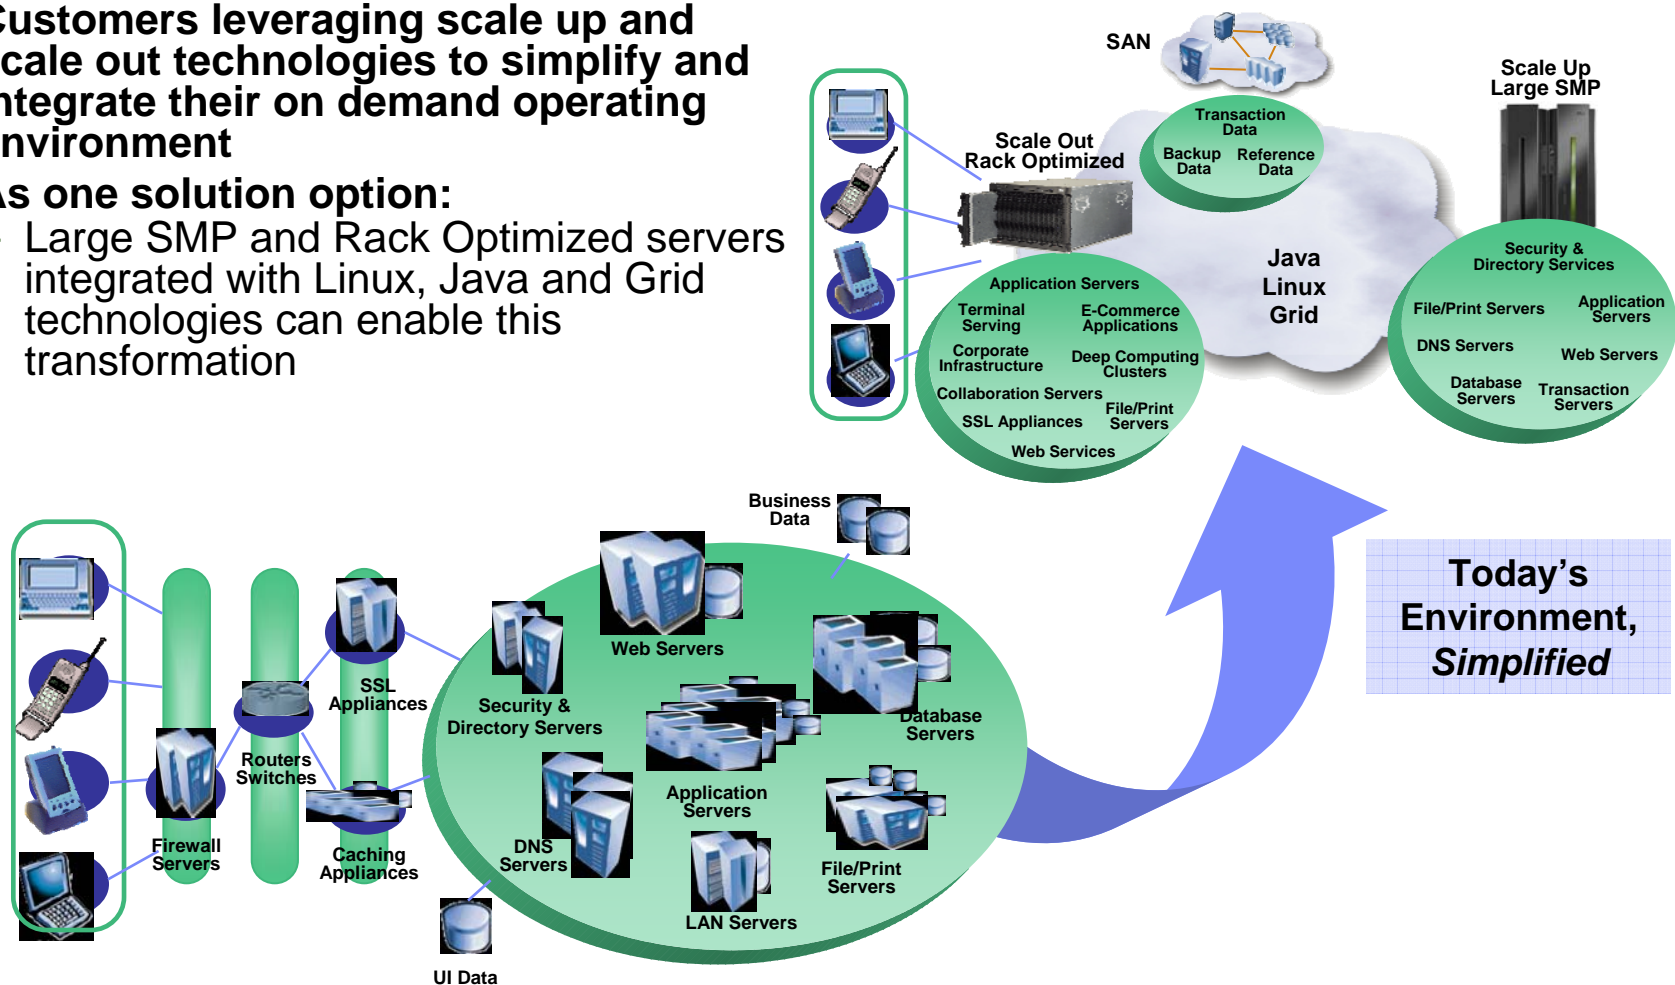 Customers leveraging scale up and
scale out technologies to simplify and
integrate their on demand operating
environment
As one solution option:
- Large SMP and Rack Optimized servers
integrated with Linux, Java and Grid
technologies can enable this
transformation
SAN
Transaction
Data
Backup
Data
Reference
Data
Scale Up
Large SMP
Scale Out
Rack Optimized
Java
Linux
Grid
Application Servers
Terminal
Serving
E-Commerce
Applications
Corporate
Infrastructure
Deep Computing
Clusters
Collaboration Servers
SSL Appliances
File/Print
Servers
Web Services
Security &
Directory Services
File/Print Servers
Application
Servers
DNS Servers
Web Servers
Database
Servers
Transaction
Servers
Today's
Environment,
Simplified
Business
Data
Web Servers
SSL
Appliances
Security &
Directory Servers
Database
Servers
Routers
Switches
Application
Servers
Firewall
Servers
Caching
Appliances
DNS
Servers
File/Print
Servers
LAN Servers
UI Data